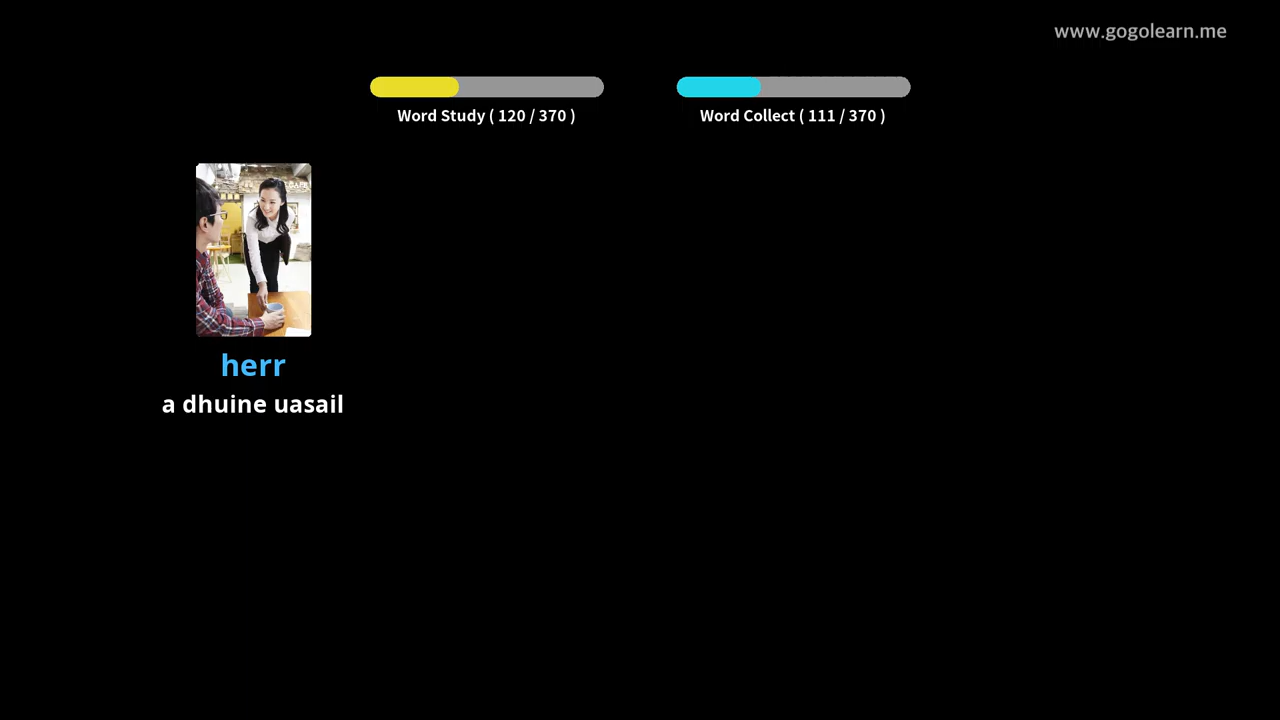 www.gogolearn.me
Word Study ( 120 / 370 )
Word Collect ( 111 / 370 )
herr
a dhuine uasail